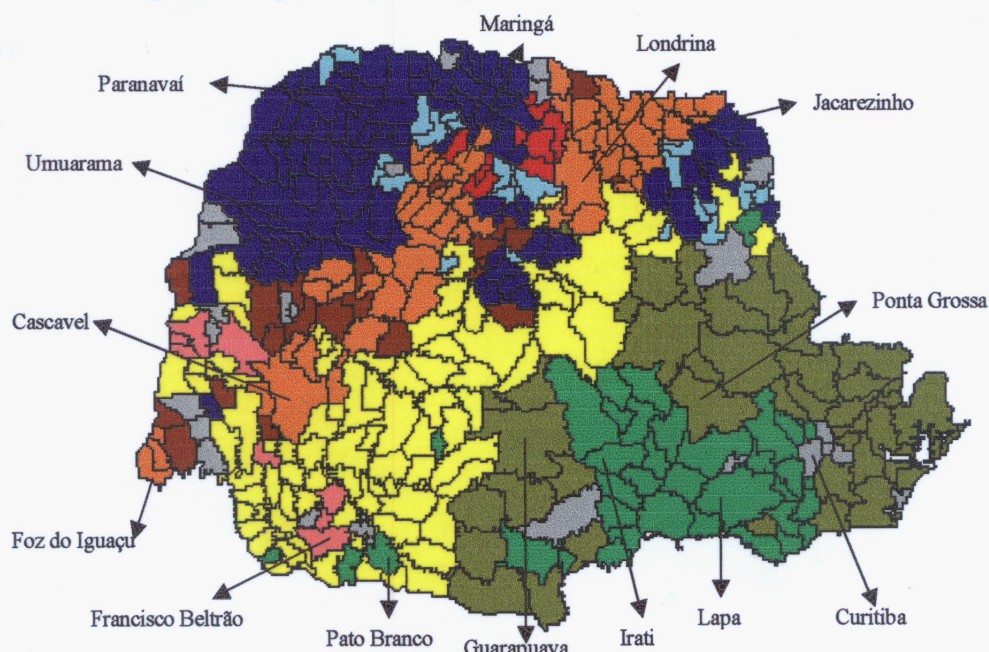 Maringá
Londrina
Paranavaí
Jacarezinho
Umuarama
Ponta Grossa
Cascavel
Foz do Iguaçu
Francisco Beltrão
Pato Branco
Guarapuava
Irati
Lapa
Curitiba